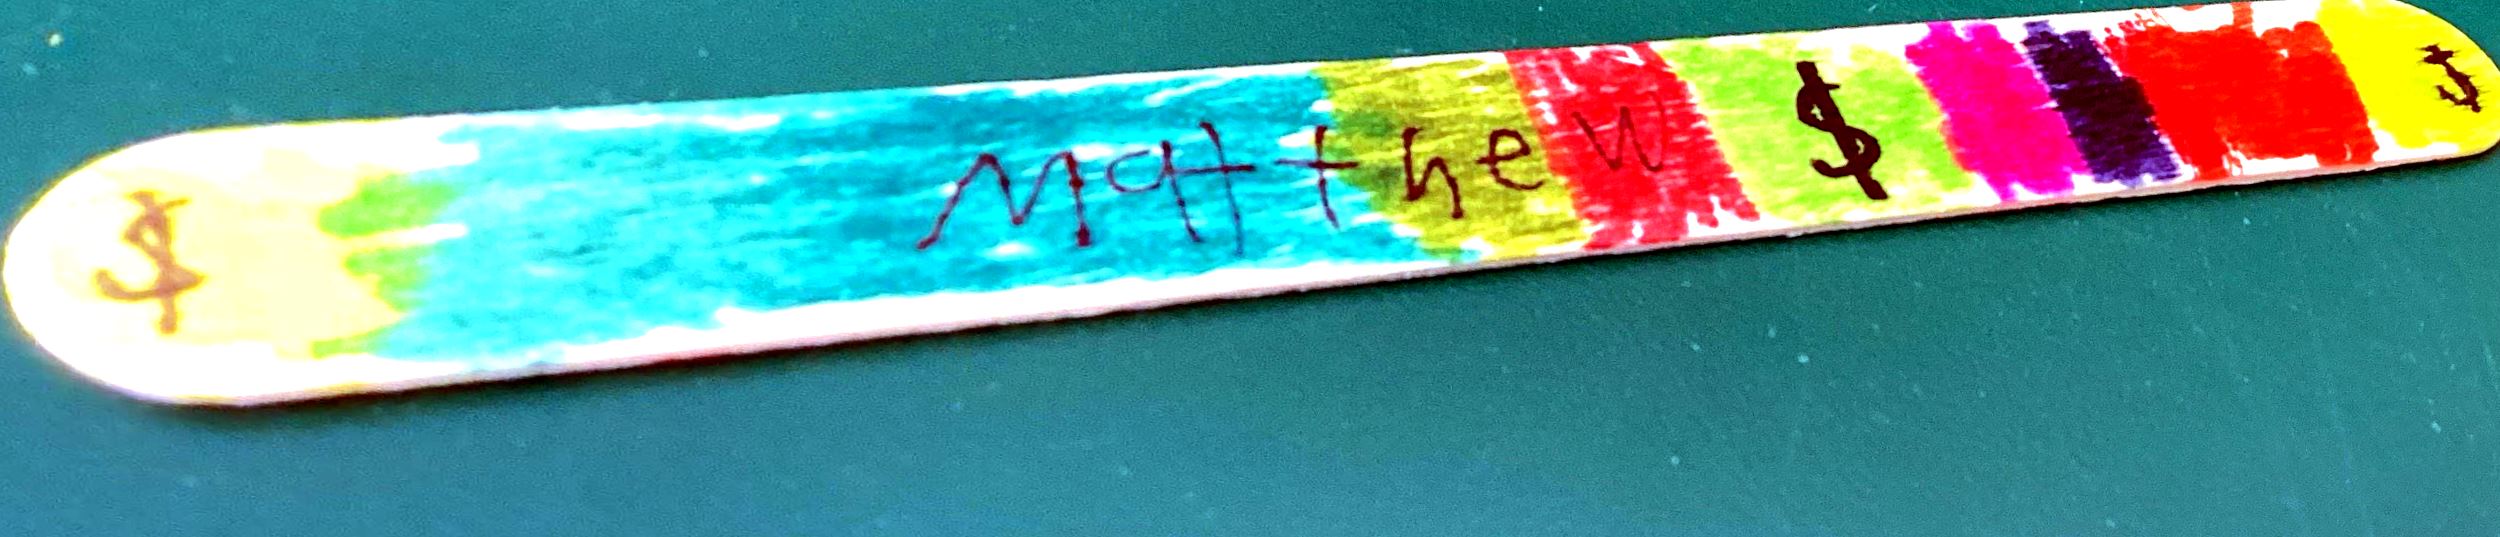 $ Matthew $ $